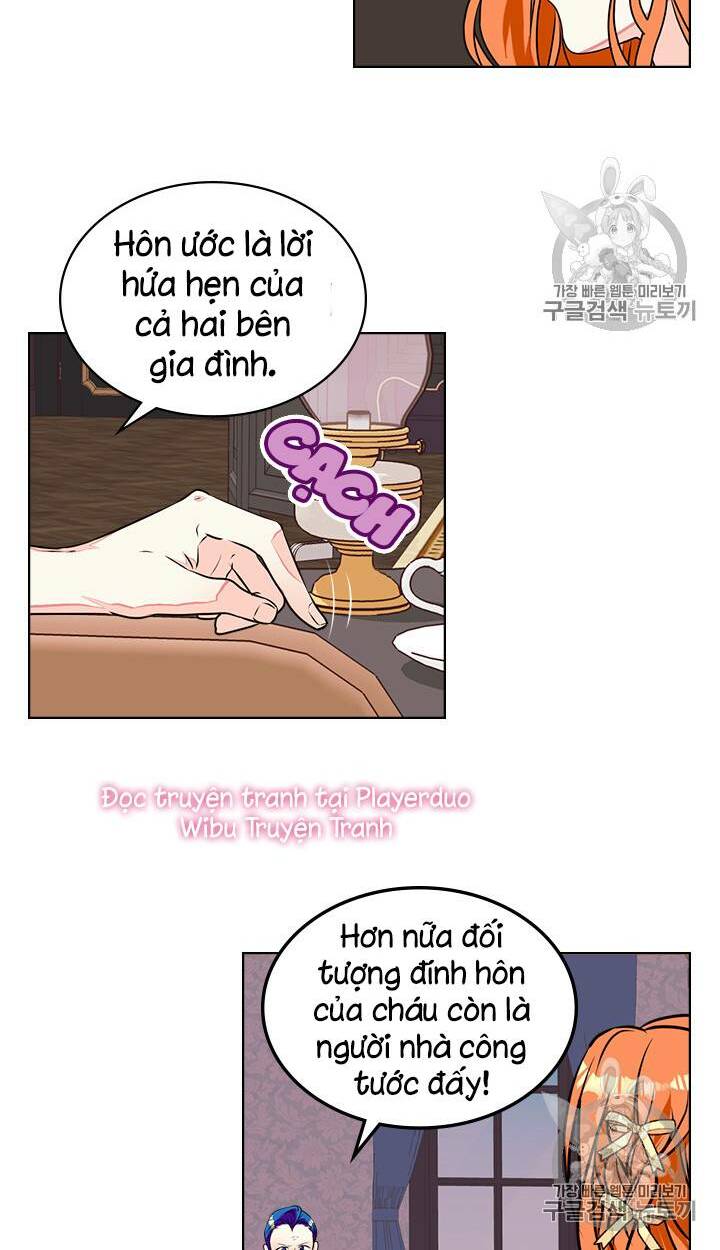 가장 빠른 웹툰 미리보기
구글검색 뉴토끼
Hôn ước là lời
hứa hẹn của
cả hai bên
gia đình.
CẠCH
Đọc truyện tranh tại Playerduo
Wibu Truyện Tranh
Hơn nữa đối
tượng đính hôn
của cháu còn là
người nhà công
tước đấy!
가장 빠른 웹툰 미리보기
구글검색 뉴토끼